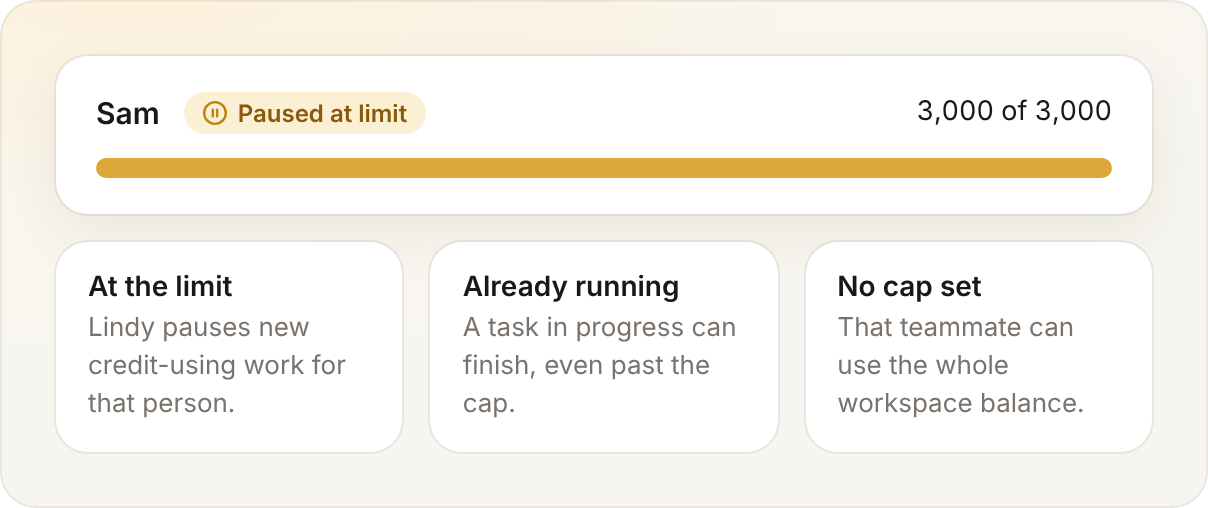 Sam
Paused at limit
3,000 of 3,000
At the limit
Lindy pauses new
credit-using work for
that person.
Already running
A task in progress can
finish, even past the
cap.
No cap set
That teammate can
use the whole
workspace balance.